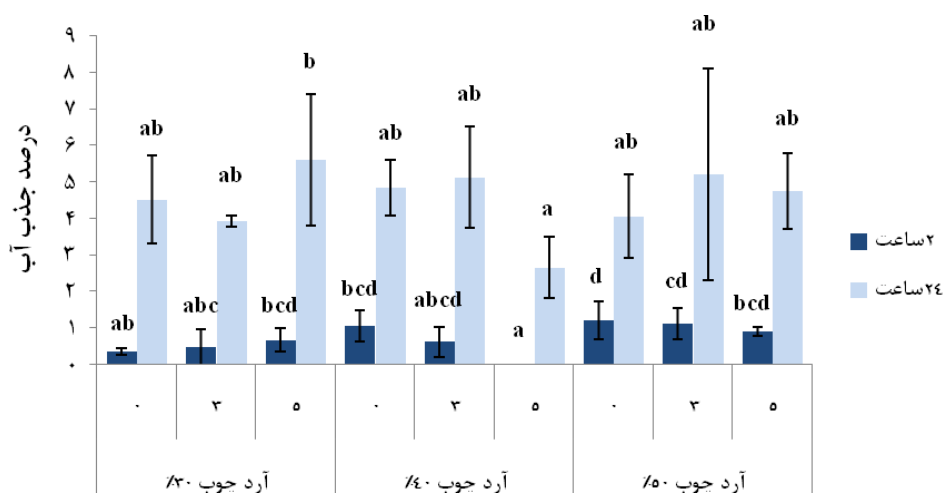 درصد جذب آب
۹
۸
۷
۶
۵
۴
۳
۲
۱
۰
ab ab
abc ab
bcd b
bcd ab
abcd ab
a a
d ab
cd ab
bcd ab
۰ ۳ ۵ ۰ ۳ ۵ ۰ ۳ ۵
آرد چوب ۳۰٪
آرد چوب ۴۰٪
آرد چوب ۵۰٪
۲ساعت
۲٤ساعت